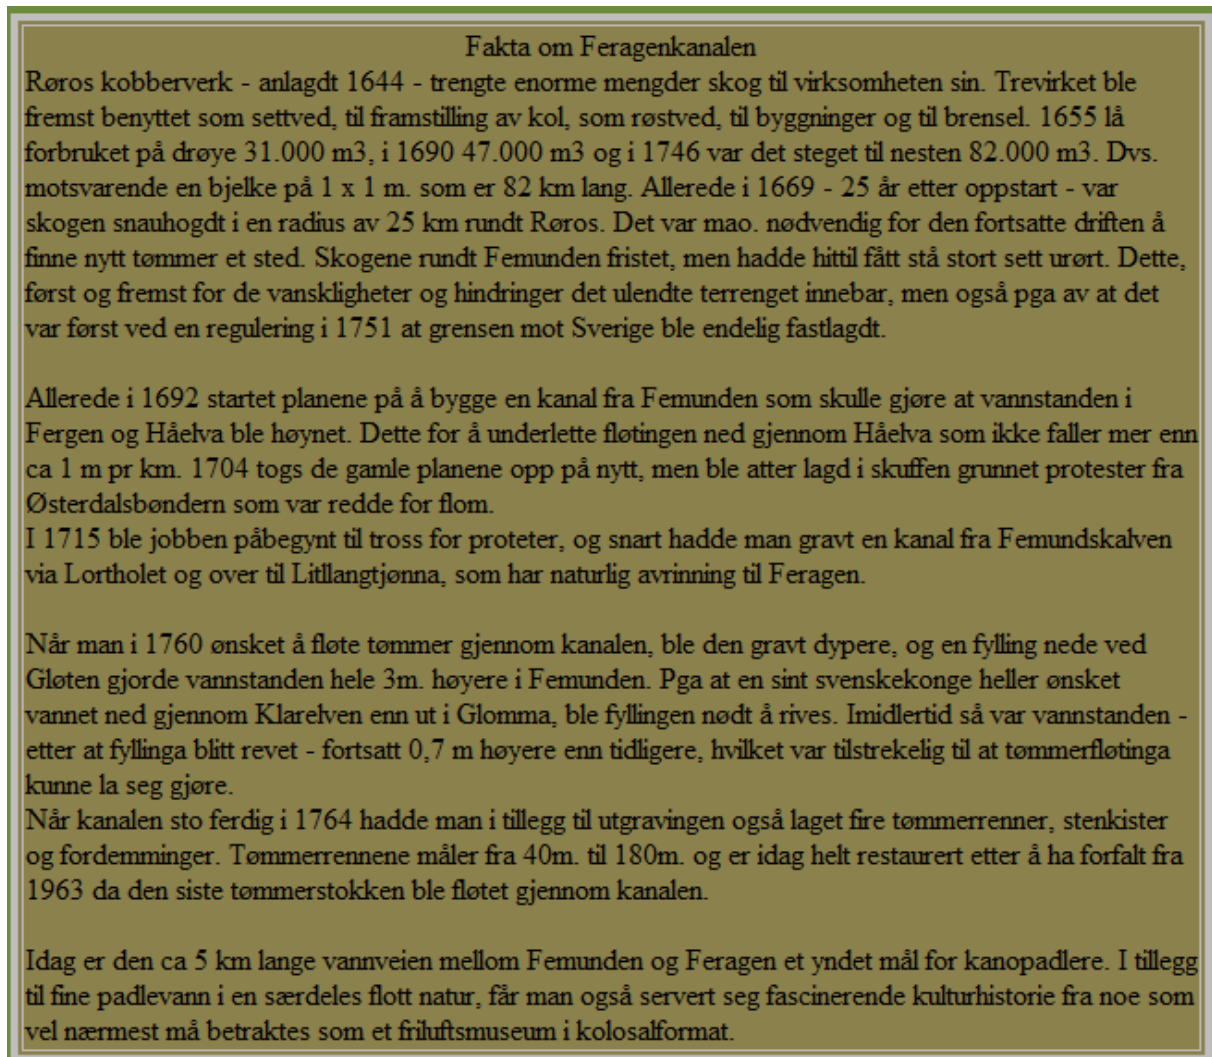 Fakta om Feragenkanalen
Røros kobberverk - anlagdt 1644 - trengte enorme mengder skog til virksomheten sin. Trevirket ble
fremst benyttet som settved, til framstilling av kol, som røstved, til byggninger og til brensel. 1655 lå
forbruket på drøye 31.000 m3, i 1690 47.000 m3 og i 1746 var det steget til nesten 82.000 m3. Dvs.
motsvarende en bjelke på 1 x 1 m. som er 82 km lang. Allerede i 1669 - 25 år etter oppstart - var
skogen snauhogdt i en radius av 25 km rundt Røros. Det var mao. nødvendig for den fortsatte driften å
finne nytt tømmer et sted. Skogene rundt Femunden fristet, men hadde hittil fått stå stort sett urørt. Dette,
først og fremst for de vanskligheter og hindringer det ulendte terrenget innebar, men også pga av at det
var først ved en regulering i 1751 at grensen mot Sverige ble endelig fastlagdt.
Allerede i 1692 startet planene på å bygge en kanal fra Femunden som skulle gjøre at vannstanden i
Fergen og Håelva ble høynet. Dette for å underlette fløtingen ned gjennom Håelva som ikke faller mer enn
ca 1 m pr km. 1704 togs de gamle planene opp på nytt, men ble atter lagd i skuffen grunnet protester fra
Østerdalsbøndern som var redde for flom.
I 1715 ble jobben påbegynt til tross for proteter, og snart hadde man gravt en kanal fra Femundskalven
via Lortholet og over til Litllangtjønna, som har naturlig avrinning til Feragen.
Når man i 1760 ønsket å fløte tømmer gjennom kanalen, ble den gravt dypere, og en fylling nede ved
Gløten gjorde vannstanden hele 3m. høyere i Femunden. Pga at en sint svenskekonge heller ønsket
vannet ned gjennom Klarelven enn ut i Glomma, ble fyllingen nødt å rives. Imidlertid så var vannstanden -
etter at fyllinga blitt revet - fortsatt 0,7 m høyere enn tidligere, hvilket var tilstrekelig til at tømmerfløtinga
kunne la seg gjøre.
Når kanalen sto ferdig i 1764 hadde man i tillegg til utgravingen også laget fire tømmerrenner, stenkister
og fordemminger. Tømmerrennene måler fra 40m. til 180m. og er idag helt restaurert etter å ha forfalt fra
1963 da den siste tømmerstokken ble fløtet gjennom kanalen.
Idag er den ca 5 km lange vannveien mellom Femunden og Feragen et yndet mål for kanopadlere. I tillegg
til fine padlevann i en særdeles flott natur, får man også servert seg fascinerende kulturhistorie fra noe som
vel nærmest må betraktes som et friluftsmuseum i kolosalformat.